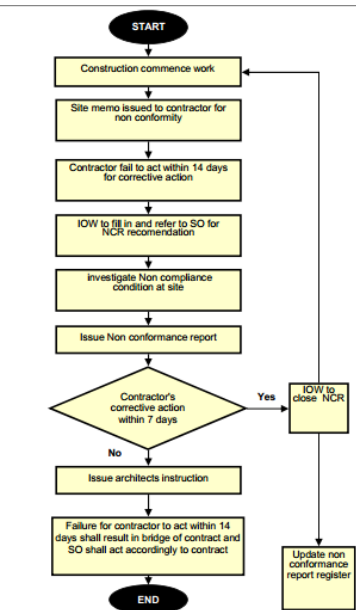 START
Construction commence work
Site memo issued to contractor for
non conformity
Contractor fail to act within 14 days
for corrective action
IOW to fill in and refer to SO for
NCR recomendation
investigate Non compliance
condition at site
Issue Non conformance report
Contractor's
corrective action
within 7 days
Yes
IOW to
close NCR
No
Issue architects instruction
Failure for contractor to act within 14
days shall result in bridge of contract and
SO shall act accordingly to contract
Update non
conformance
report register
END